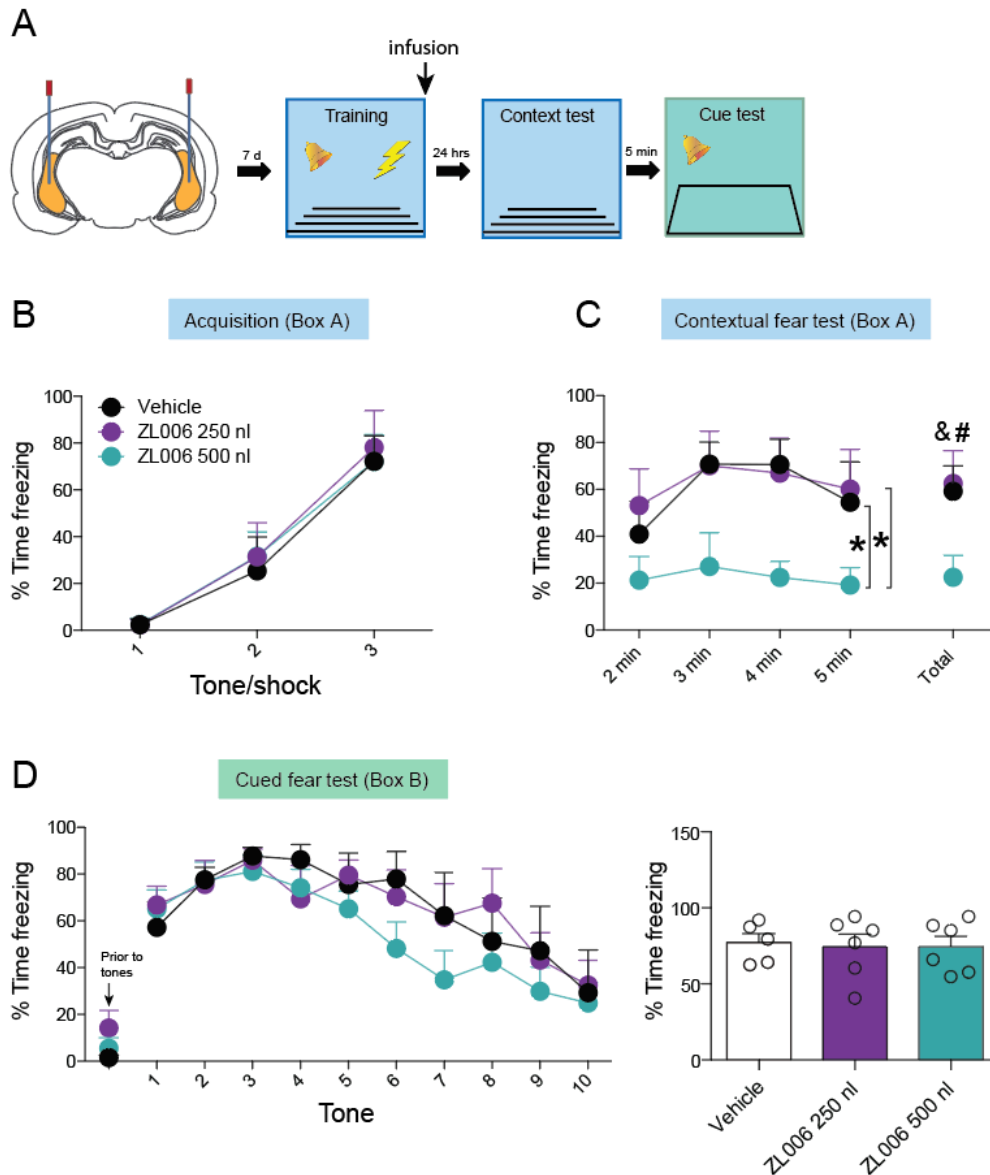 A
infusion
Training
Context test
Cue test
7 d
24 hrs
5 min
B
Acquisition (Box A)
% Time freezing
100
80
60
40
20
0
Vehicle
ZL006 250 nl
ZL006 500 nl
1
2
3
Tone/shock
C
Contextual fear test (Box A)
% Time freezing
100
80
60
40
20
0
& #
* *
2 min
3 min
4 min
5 min
Total
D
Cued fear test (Box B)
% Time freezing
100
80
60
40
20
0
Prior to
tones
1
2
3
4
5
6
7
8
9
10
Tone
% Time freezing
150
100
50
0
Vehicle
ZL006 250 nl
ZL006 500 nl